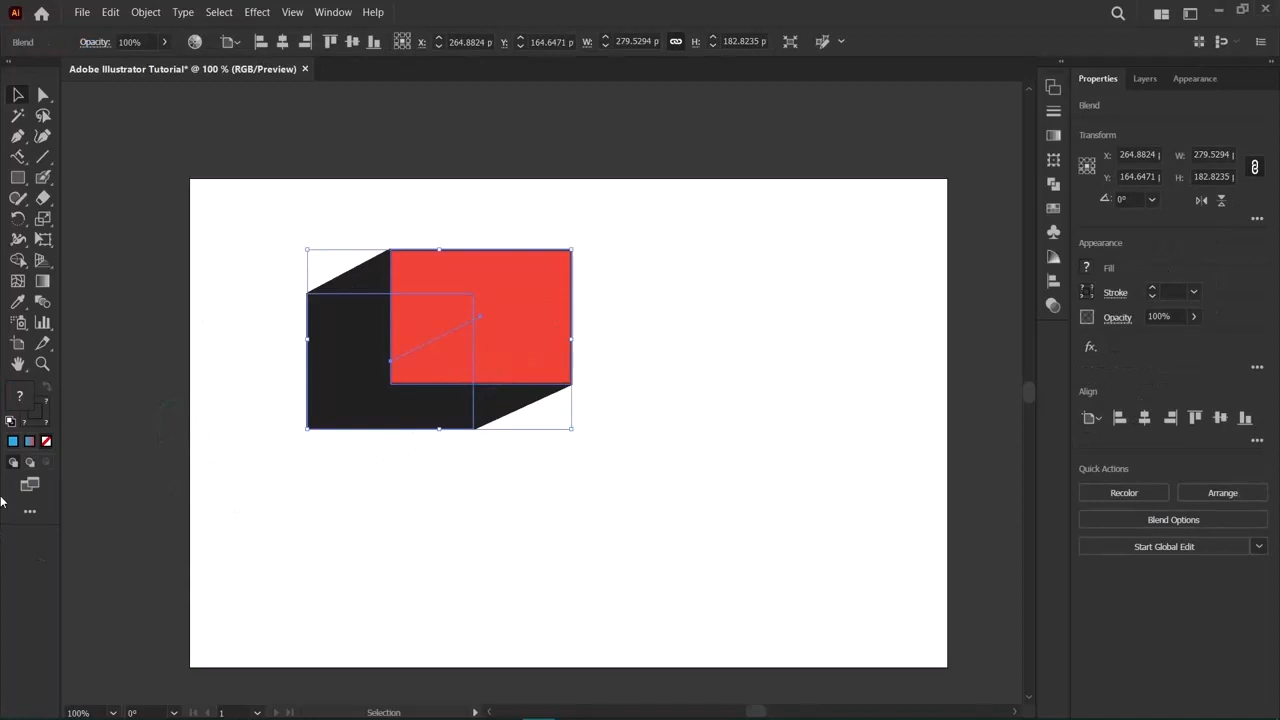 Ai File Edit Object Type Select Effect View Window Help
Blend Opacity: 100% X: 264.8824 p Y: 164.6471 p W: 279.5294 p H: 182.8235 p
Adobe Illustrator Tutorial* @ 100 % (RGB/Preview) ×
Properties Layers Appearance
Blend
Transform
X: 264.8824 p W: 279.5294 p
Y: 164.6471 p H: 182.8235 p
0°
Appearance
? Fill
Stroke
Opacity 100%
fx.
Align
Quick Actions
Recolor Arrange
Blend Options
Start Global Edit
?
?
? ?
100% 0° 1 Selection